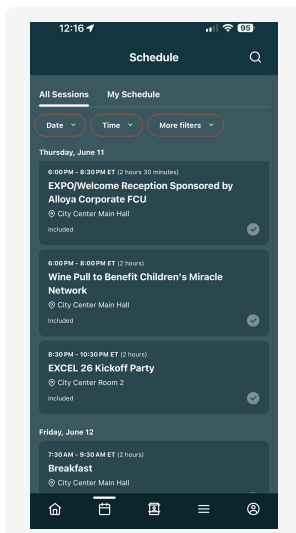 12:16
95
Schedule
All Sessions My Schedule
Date Time More filters
Thursday, June 11
6:00 PM - 8:30 PM ET (2 hours 30 minutes)
EXPO/Welcome Reception Sponsored by
Alloya Corporate FCU
City Center Main Hall
Included
6:00 PM - 8:00 PM ET (2 hours)
Wine Pull to Benefit Children's Miracle
Network
City Center Main Hall
Included
8:30 PM - 10:30 PM ET (2 hours)
EXCEL 26 Kickoff Party
City Center Room 2
Included
Friday, June 12
7:30 AM - 9:30 AM ET (2 hours)
Breakfast
City Center Main Hall